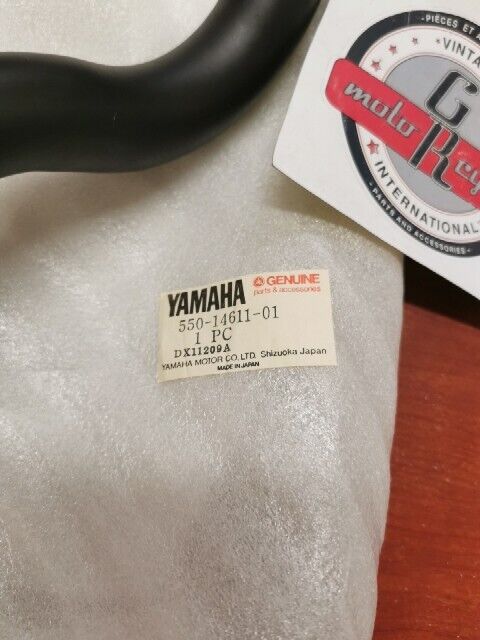 - PIÈCES ET A
VINTA
G
moto
K
INTERNATIONAL
- PARTS AND ACCESSORIES -
YAMAHA
GENUINE
parts & accessories
550-14611-01
1 PC
DX11209A
YAMAHA MOTOR CO., LTD. Shizuoka Japan
MADE IN JAPAN